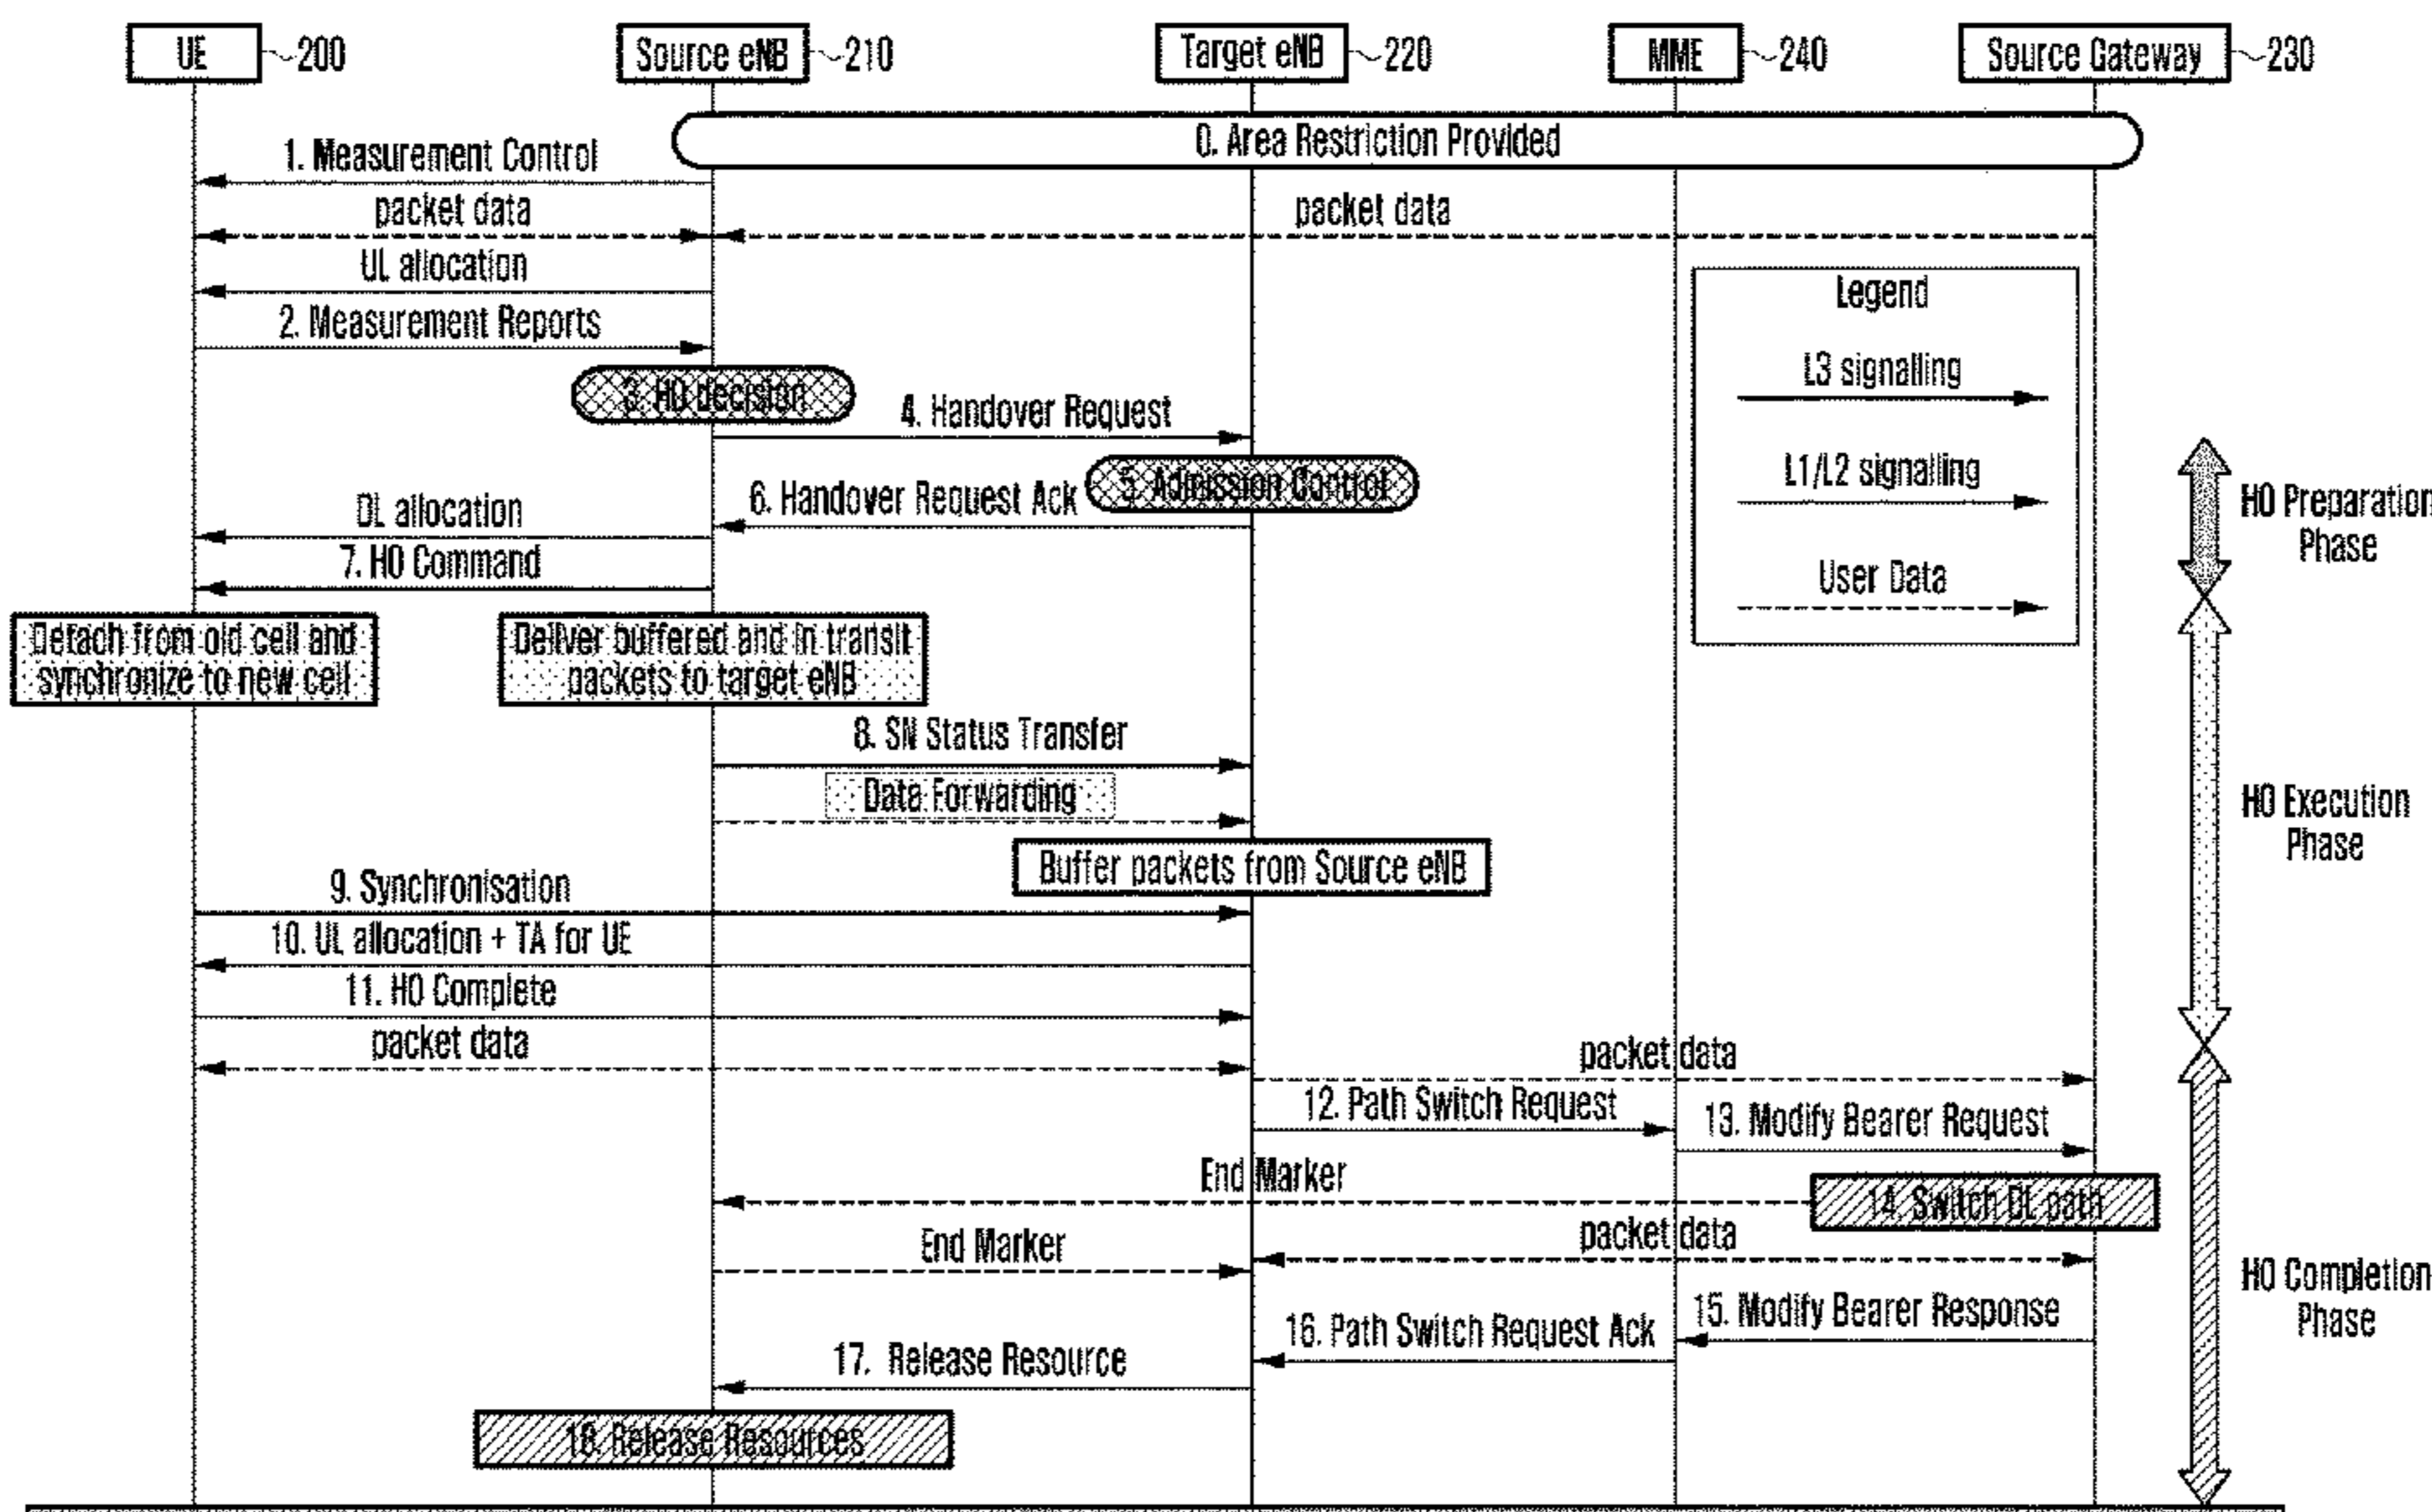 UE ~200
Source eNB ~210
Target eNB ~220
MME ~240
Source Gateway ~230
0. Area Restriction Provided
1. Measurement Control
packet data
packet data
UL allocation
2. Measurement Reports
Legend
L3 signalling
L1/L2 signalling
User Data
3. HO decision
4. Handover Request
5. Admission Control
6. Handover Request Ack
DL allocation
7. HO Command
HO Preparation
Phase
Detach from old cell and
synchronize to new cell
Deliver buffered and in transit
packets to target eNB
8. SN Status Transfer
Data Forwarding
Buffer packets from Source eNB
HO Execution
Phase
9. Synchronisation
10. UL allocation + TA for UE
11. HO Complete
packet data
packet data
12. Path Switch Request
13. Modify Bearer Request
End Marker
14. Switch DL path
End Marker
packet data
HO Completion
Phase
15. Modify Bearer Response
16. Path Switch Request Ack
17. Release Resource
18. Release Resources